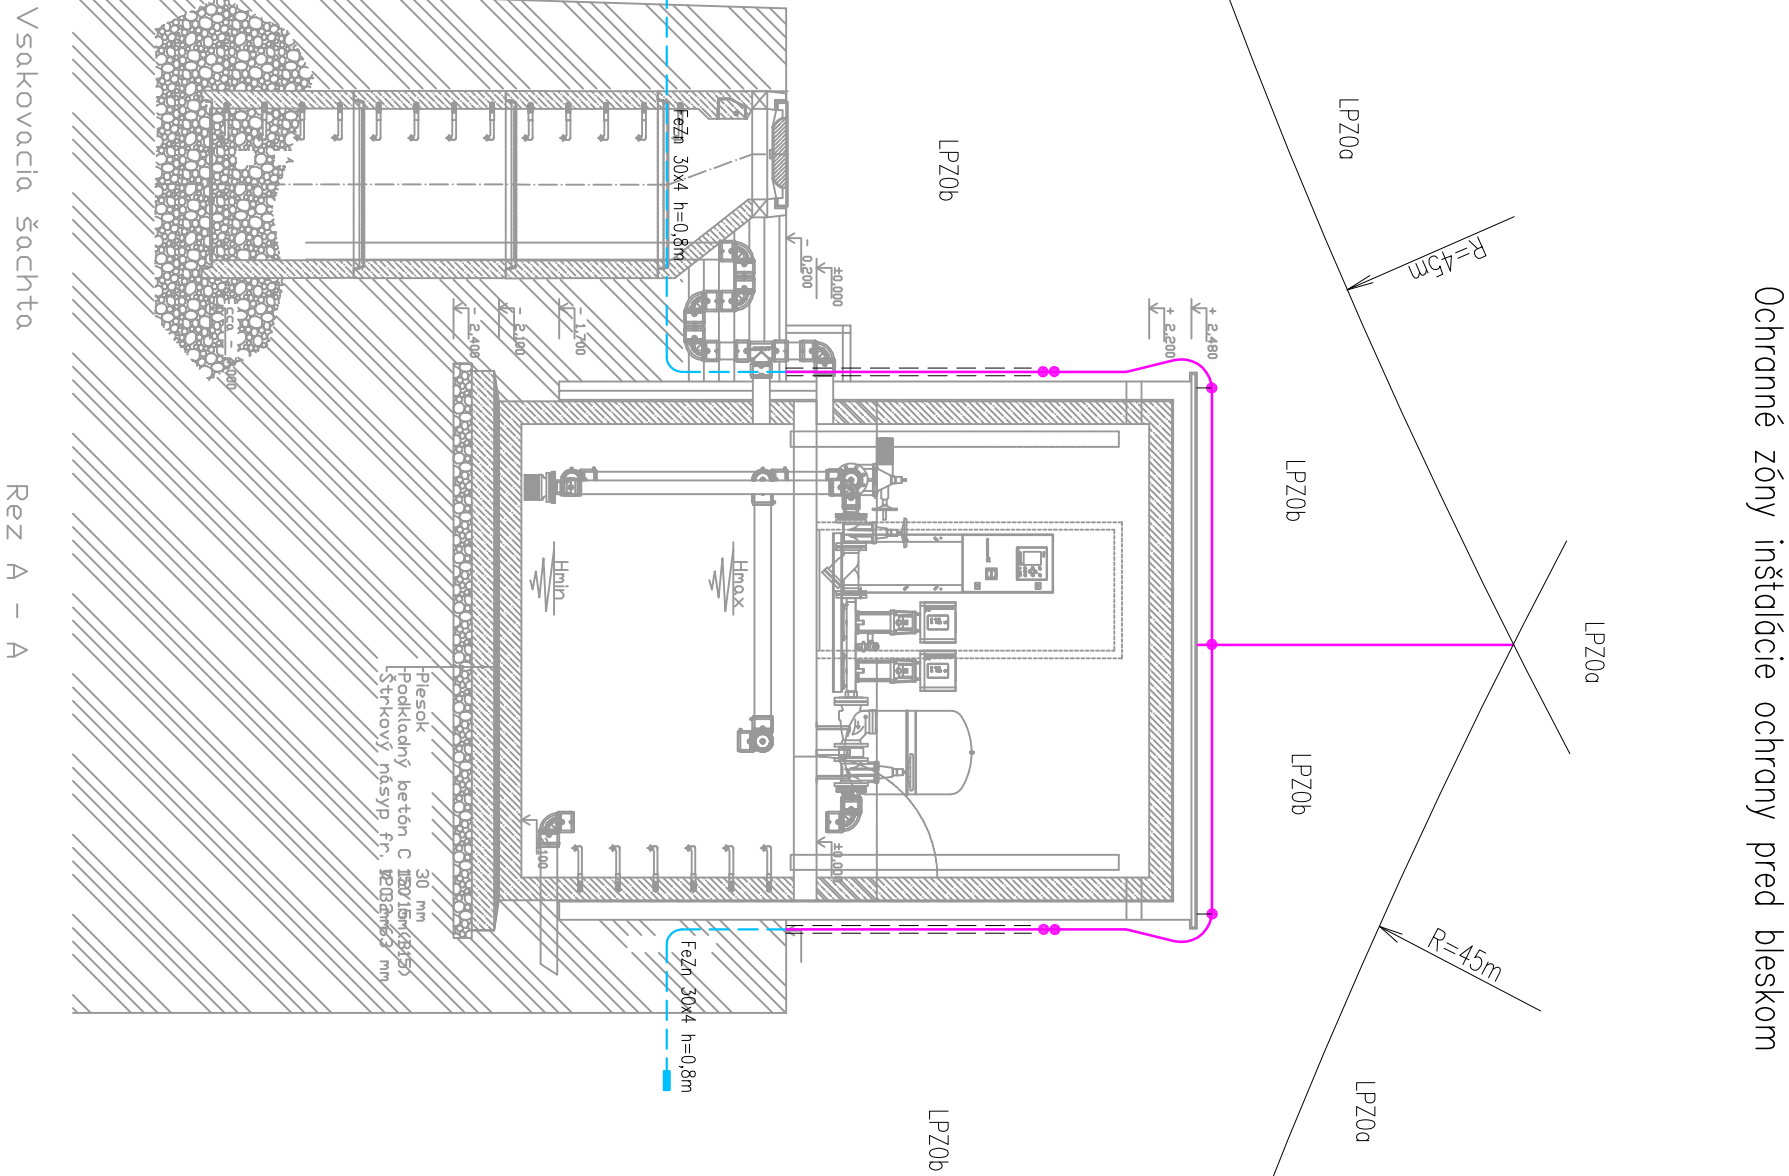 Ochranné zóny inštalácie ochrany pred bleskom
LPZ0a
LPZ0a
LPZ0a
R=45m
R=45m
LPZ0b
LPZ0b
LPZ0b
LPZ0b
+ 2,480
+ 2,200
±0,000
- 0,200
±0,000
- 1,700
- 2,100
- 2,400
FeZn 30x4 h=0,8m
FeZn 30x4 h=0,8m
Hmax
Hmin
Piesok 30 mm
Podkladný betón C
Štrkový násyp fr.
Vsakovacia šachta
Rez A - A